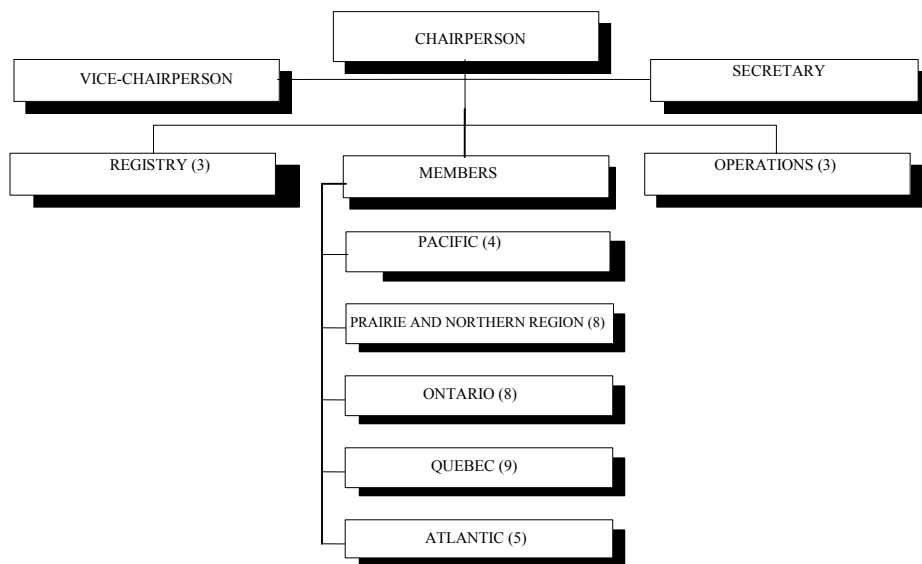 CHAIRPERSON
VICE-CHAIRPERSON
SECRETARY
REGISTRY (3)
MEMBERS
OPERATIONS (3)
PACIFIC (4)
PRAIRIE AND NORTHERN REGION (8)
ONTARIO (8)
QUEBEC (9)
ATLANTIC (5)